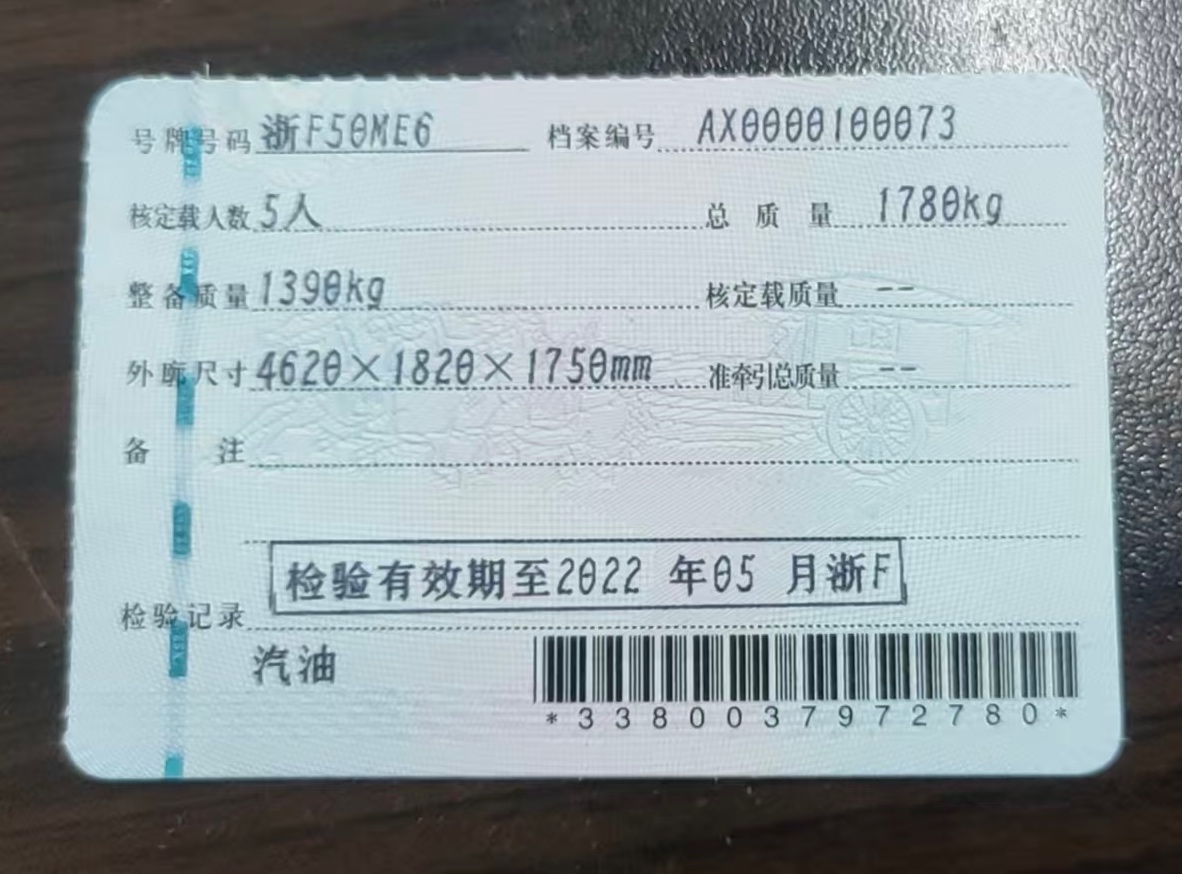 号牌号码 浙F50ME6 档案编号 AX0000100073
核定载人数 5人 总质量 1780kg
整备质量 1390kg 核定载质量 --
外廓尺寸 4620×1820×1750mm 准牵引总质量 --
备注
检验有效期至2022 年05 月浙F
检验记录
汽油
*3380037972780*